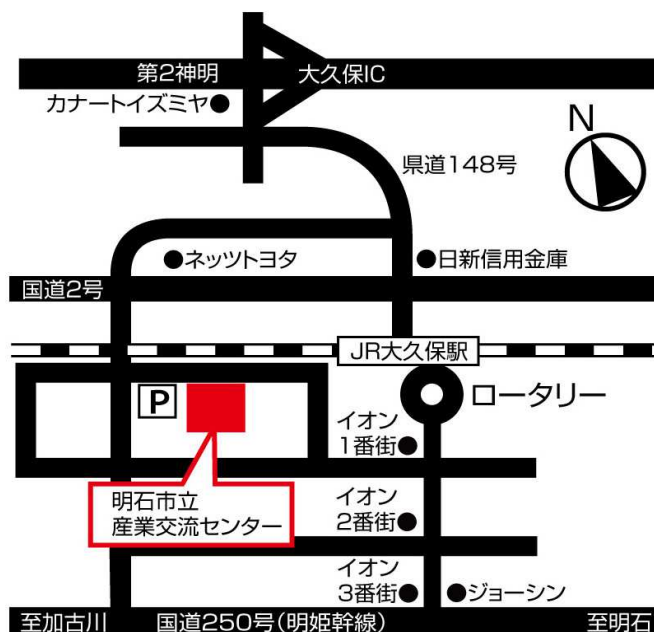 第2神明
大久保IC
カナートイズミヤ●
N
県道148号
●ネッツトヨタ
●日新信用金庫
国道2号
JR大久保駅
P
ロータリー
イオン
1番街●
明石市立
産業交流センター
イオン
2番街●
イオン
3番街●
●ジョーシン
至加古川
国道250号(明姫幹線)
至明石